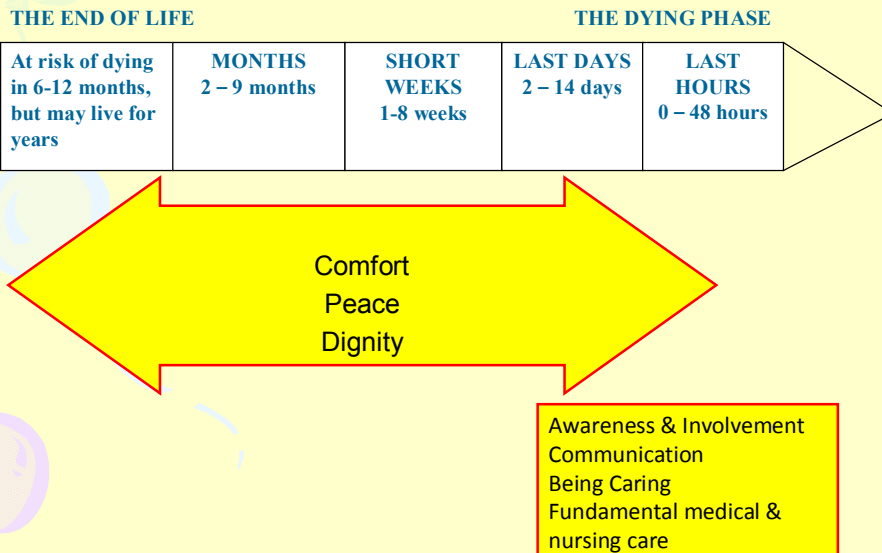 THE END OF LIFE
THE DYING PHASE
At risk of dying
in 6-12 months,
but may live for
years
MONTHS
2 – 9 months
SHORT
WEEKS
1-8 weeks
LAST DAYS
2 – 14 days
LAST
HOURS
0 – 48 hours
Comfort
Peace
Dignity
Awareness & Involvement
Communication
Being Caring
Fundamental medical &
nursing care